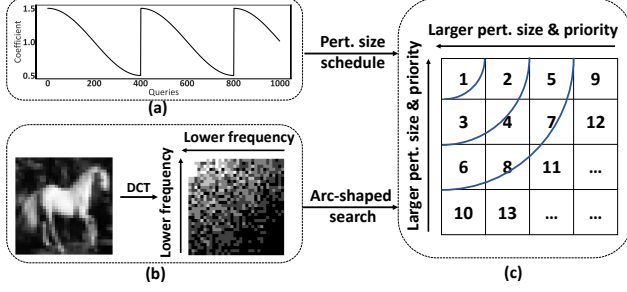 1.5
1.0
0.5
Coefficient
0 200 400 600 800 1000
Queries
(a)
Pert. size
schedule
DCT
Lower frequency
Lower frequency
(b)
Arc-shaped
search
Larger pert. size & priority
Larger pert. size & priority
1 2 5 9
3 4 7 12
6 8 11 ...
10 13 ... ...
(c)